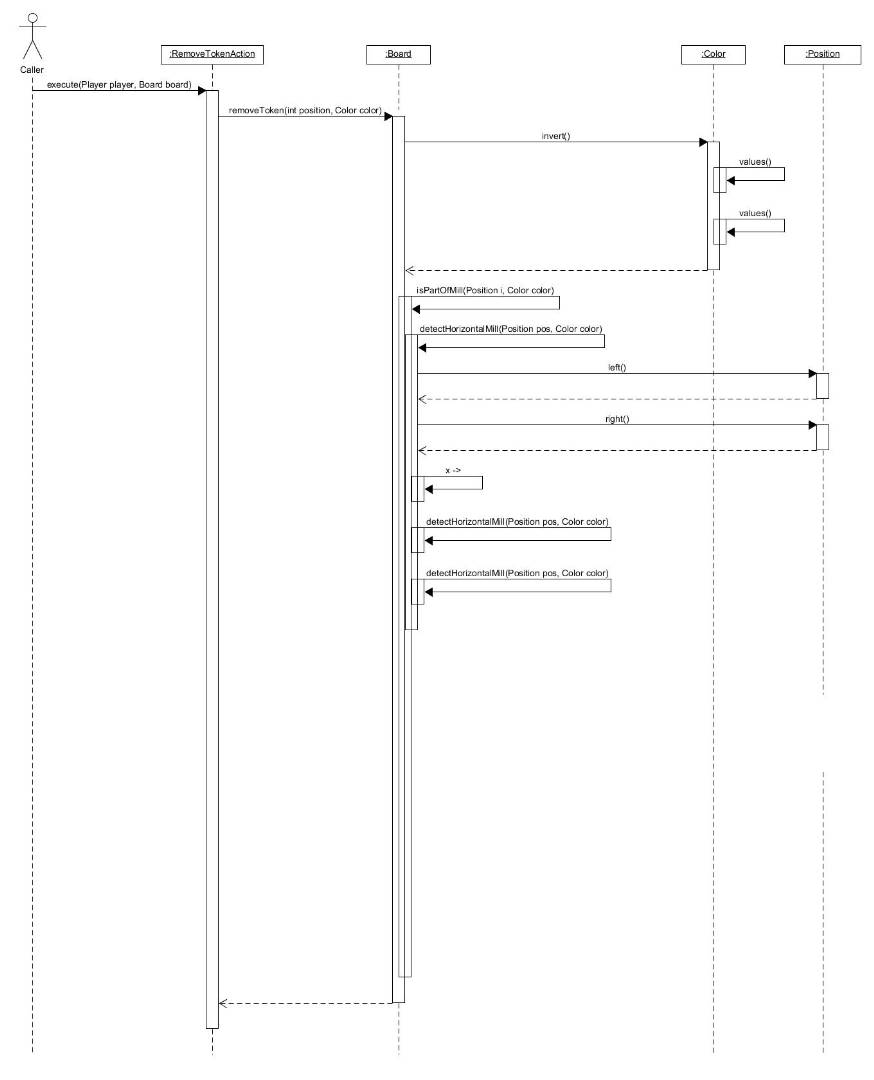 Caller
:RemoveTokenAction
:Board
:Color
:Position
execute(Player player, Board board)
removeToken(int position, Color color)
invert()
values()
values()
isPartOfMill(Position i, Color color)
detectHorizontalMill(Position pos, Color color)
left()
right()
x ->
detectHorizontalMill(Position pos, Color color)
detectHorizontalMill(Position pos, Color color)